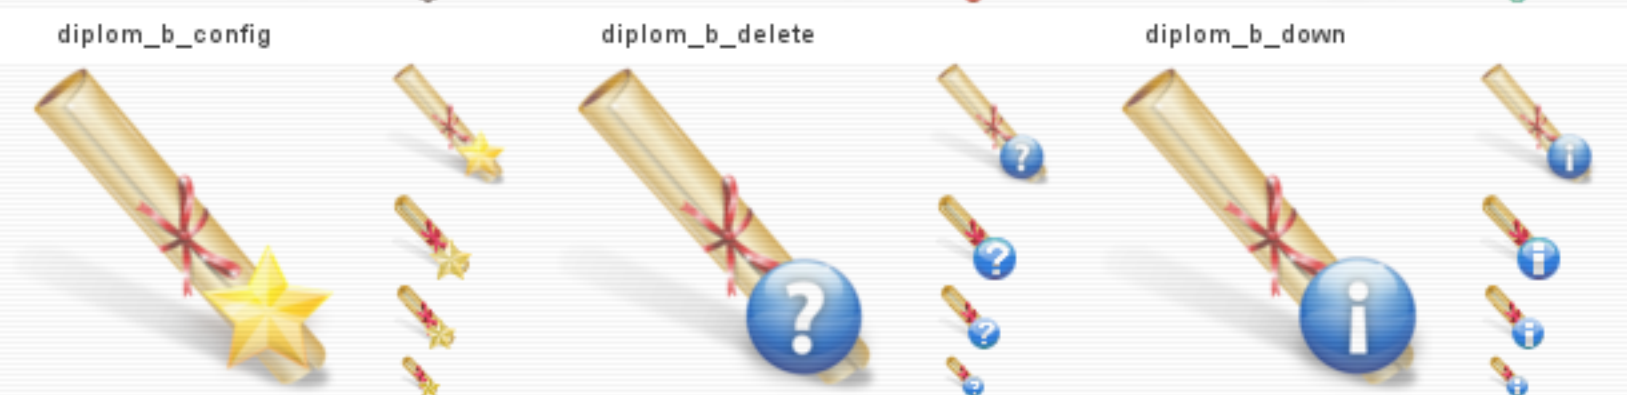 diplom_b_config
diplom_b_delete
diplom_b_down
?
?
?
?
?
i
i
i
i
i